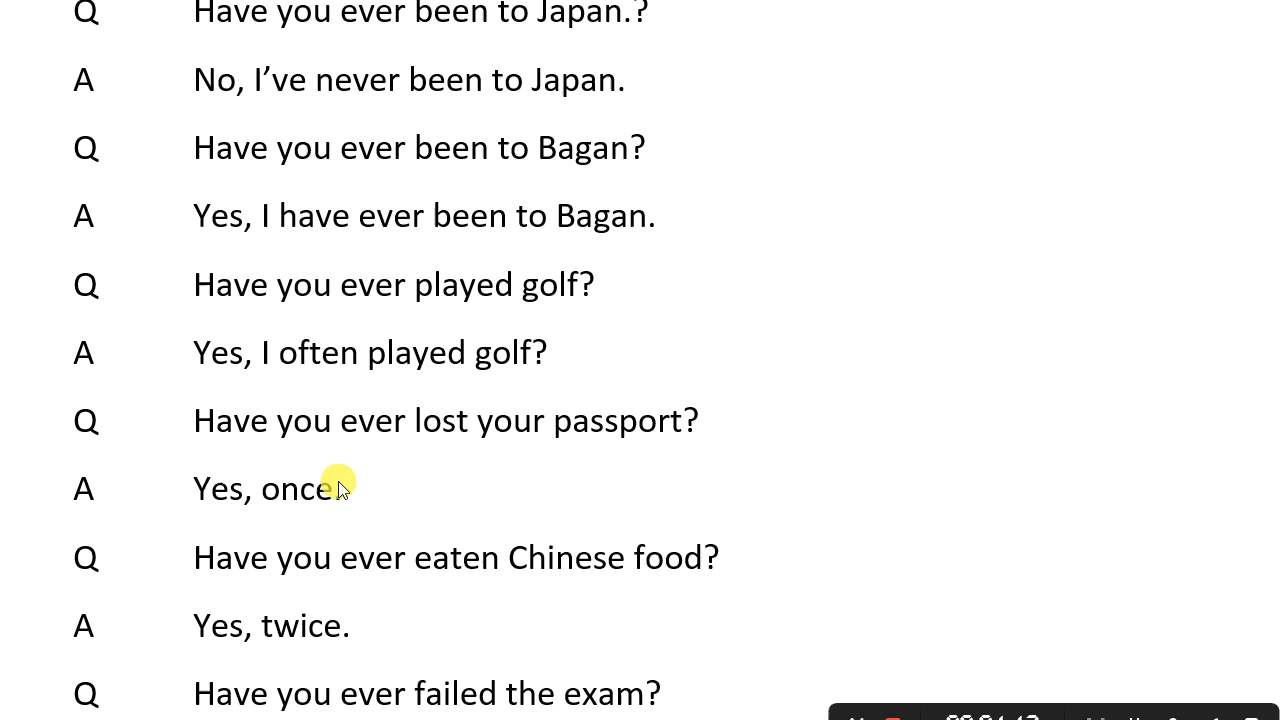 Q Have you ever been to Japan.?
A No, I’ve never been to Japan.
Q Have you ever been to Bagan?
A Yes, I have ever been to Bagan.
Q Have you ever played golf?
A Yes, I often played golf?
Q Have you ever lost your passport?
A Yes, once.
Q Have you ever eaten Chinese food?
A Yes, twice.
Q Have you ever failed the exam?